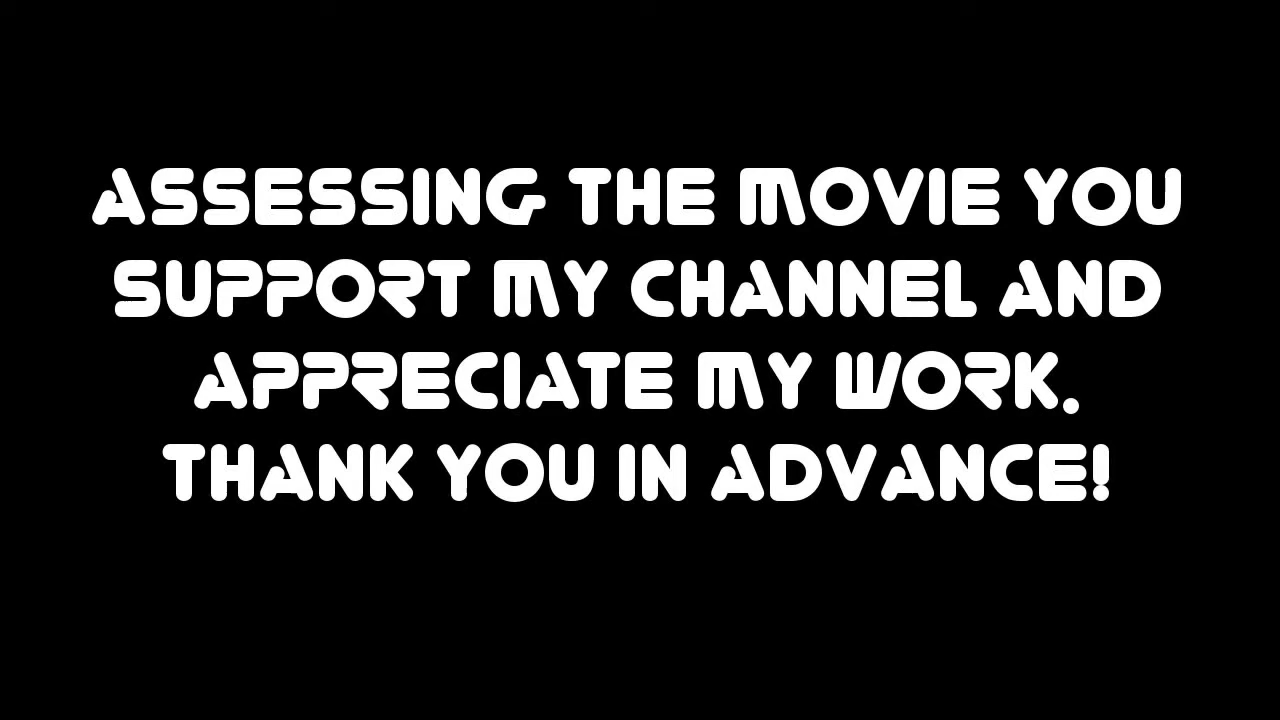 ASSESSING THE MOVIE YOU
SUPPORT MY CHANNEL AND
APPRECIATE MY WORK.
THANK YOU IN ADVANCE!